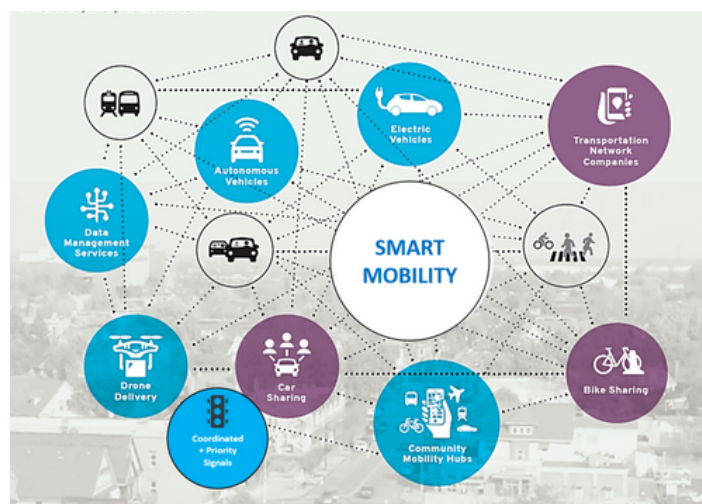 Electric
Vehicles
Transportation
Network
Companies
Autonomous
Vehicles
Data
Management
Services
SMART
MOBILITY
Drone
Delivery
Car
Sharing
Bike Sharing
Coordinated
+ Priority
Signals
Community
Mobility Hubs